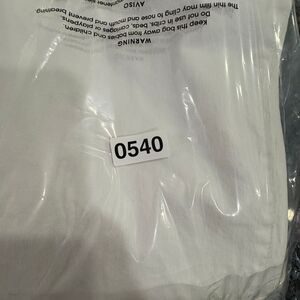 WARNING
Keep this bag away from babies and children.
Do not use in cribs, beds, carriages or playpens.
The thin film may cling to nose and mouth and prevent breathing
AVISO
0540